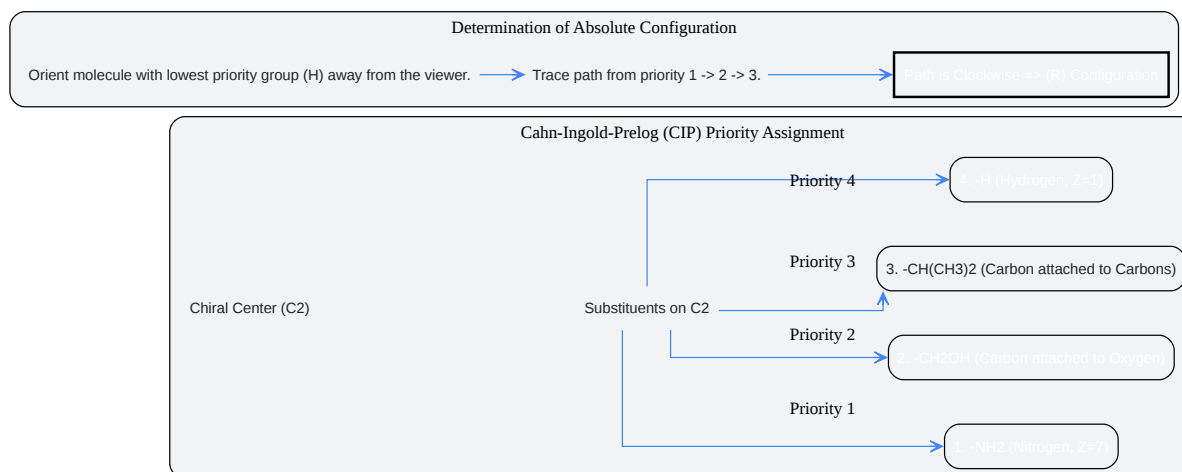 Determination of Absolute Configuration
Orient molecule with lowest priority group (H) away from the viewer.
Trace path from priority 1 -> 2 -> 3.
Path is Clockwise => (R) Configuration
Cahn-Ingold-Prelog (CIP) Priority Assignment
Priority 4
4. -H (Hydrogen, Z=1)
Priority 3
3. -CH(CH3)2 (Carbon attached to Carbons)
Chiral Center (C2)
Substituents on C2
Priority 2
2. -CH2OH (Carbon attached to Oxygen)
Priority 1
1. -NH2 (Nitrogen, Z=7)